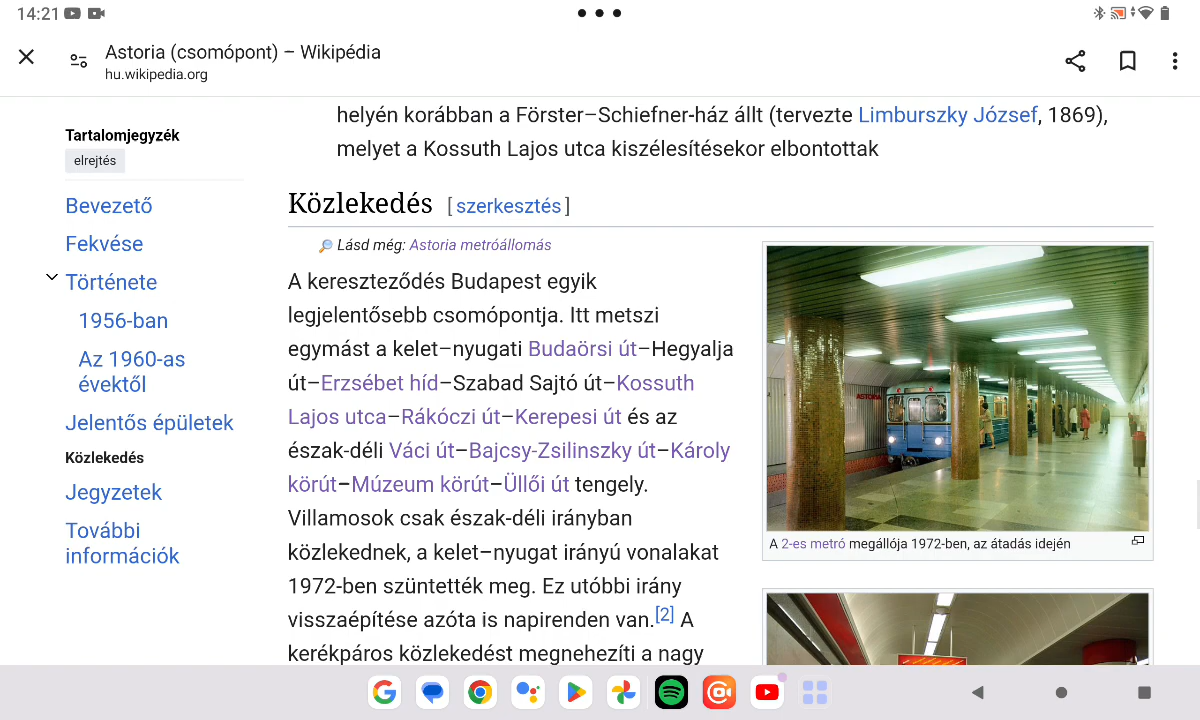 14:21
Astoria (csomópont) – Wikipédia
hu.wikipedia.org
Tartalomjegyzék
elrejtés
Bevezető
Fekvése
Története
1956-ban
Az 1960-as
évektől
Jelentős épületek
Közlekedés
Jegyzetek
További
információk
helyén korábban a Förster–Schiefner-ház állt (tervezte Limburszky József, 1869),
melyet a Kossuth Lajos utca kiszélesítésekor elbontottak
Közlekedés [ szerkesztés ]
Lásd még: Astoria metróállomás
A kereszteződés Budapest egyik
legjelentősebb csomópontja. Itt metszi
egymást a kelet–nyugati Budaörsi út–Hegyalja
út–Erzsébet híd–Szabad Sajtó út–Kossuth
Lajos utca–Rákóczi út–Kerepesi út és az
észak-déli Váci út–Bajcsy-Zsilinszky út–Károly
körút–Múzeum körút–Üllői út tengely.
Villamosok csak észak-déli irányban
közlekednek, a kelet–nyugat irányú vonalakat
1972-ben szüntették meg. Ez utóbbi irány
visszaépítése azóta is napirenden van.[2] A
kerékpáros közlekedést megnehezíti a nagy
ASTORIA
A 2-es metró megállója 1972-ben, az átadás idején